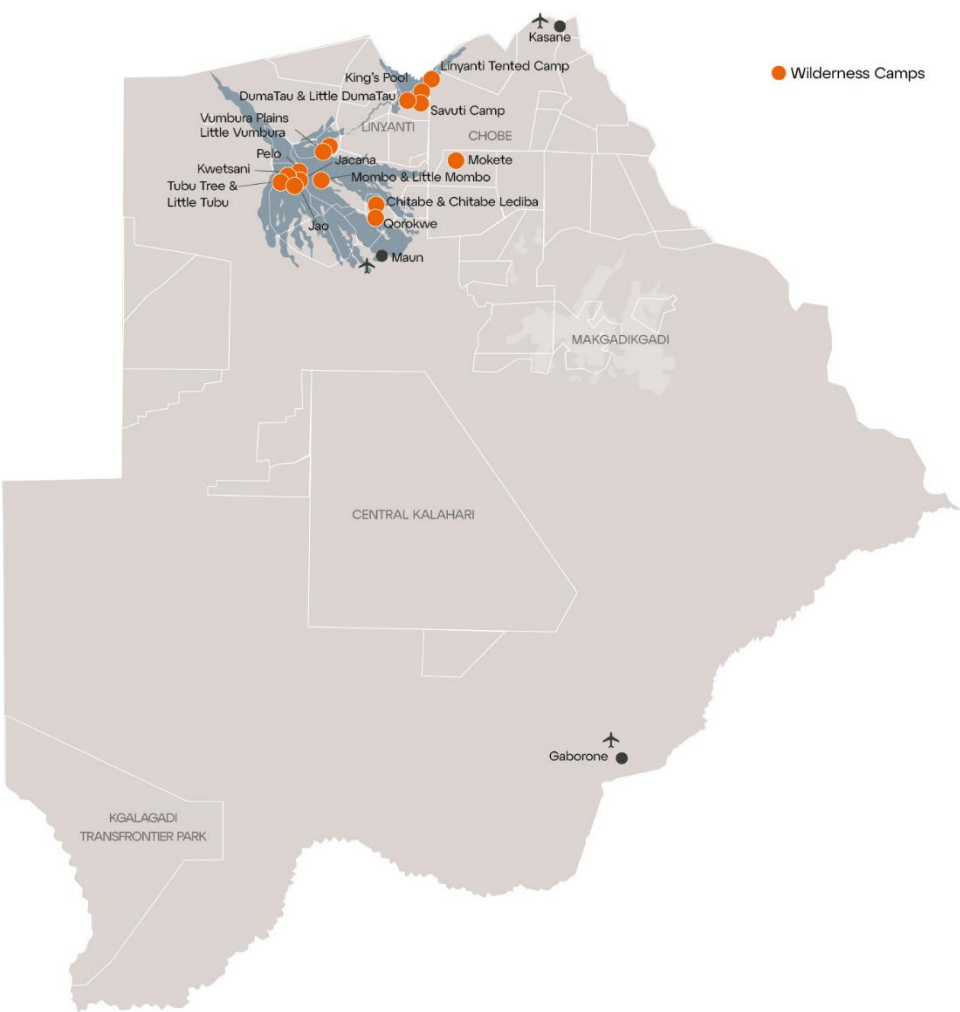 Kasane
Linyanti Tented Camp
King's Pool
Wilderness Camps
DumaTau & Little DumaTau
Savuti Camp
Vumbura Plains
Little Vumbura
LINYANTI
CHOBE
Pelo
Jacana
Mokete
Kwetsani
Mombo & Little Mombo
Tubu Tree &
Little Tubu
Chitabe & Chitabe Lediba
Jao
Qorokwe
Maun
MAKGADIKGADI
CENTRAL KALAHARI
Gaborone
KGALAGADI
TRANSFRONTIER PARK